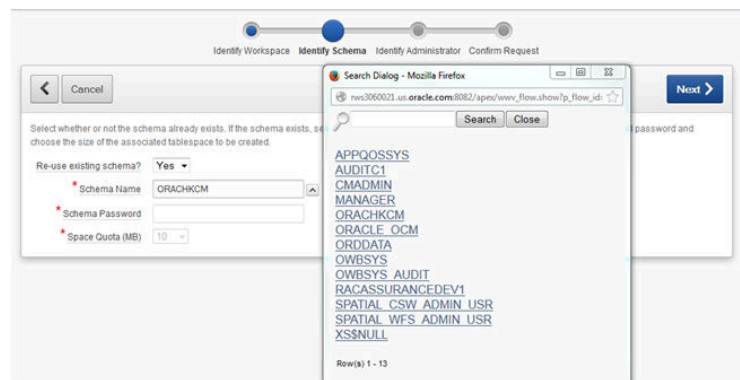 Identify Workspace Identify Schema Identify Administrator Confirm Request
Cancel
Next
Select whether or not the schema already exists. If the schema exists, se
l password and
choose the size of the associated tablespace to be created.
Re-use existing schema? Yes
* Schema Name ORACHKCM
* Schema Password
* Space Quota (MB) 10
Search Dialog - Mozilla Firefox
rws3060021.us.oracle.com:8082/apex/wwv_flow.show?p_flow_id:
Search Close
APPQOSSYS
AUDITC1
CMADMIN
MANAGER
ORACHKCM
ORACLE_OCM
ORDDATA
OWBSYS
OWBSYS_AUDIT
RACASSURANCEDEV1
SPATIAL_CSW_ADMIN_USR
SPATIAL_WFS_ADMIN_USR
XS$NULL
Row(s) 1 - 13